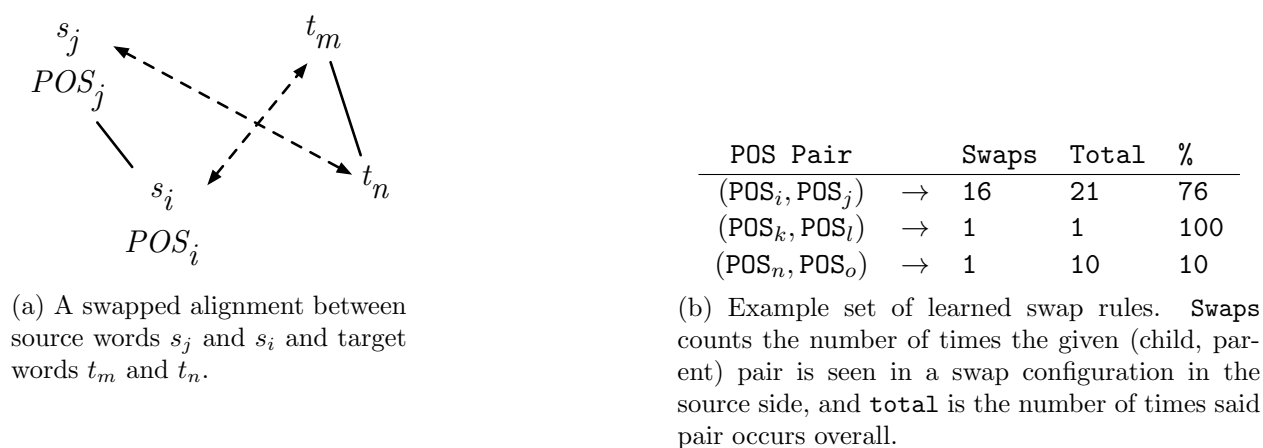 s_j
POS_j
s_i
POS_i
t_m
t_n
(a) A swapped alignment between
source words s_j and s_i and target
words t_m and t_n.
POS Pair Swaps Total %
(POS_i, POS_j) → 16 21 76
(POS_k, POS_l) → 1 1 100
(POS_n, POS_o) → 1 10 10
(b) Example set of learned swap rules. Swaps
counts the number of times the given (child, par-
ent) pair is seen in a swap configuration in the
source side, and total is the number of times said
pair occurs overall.